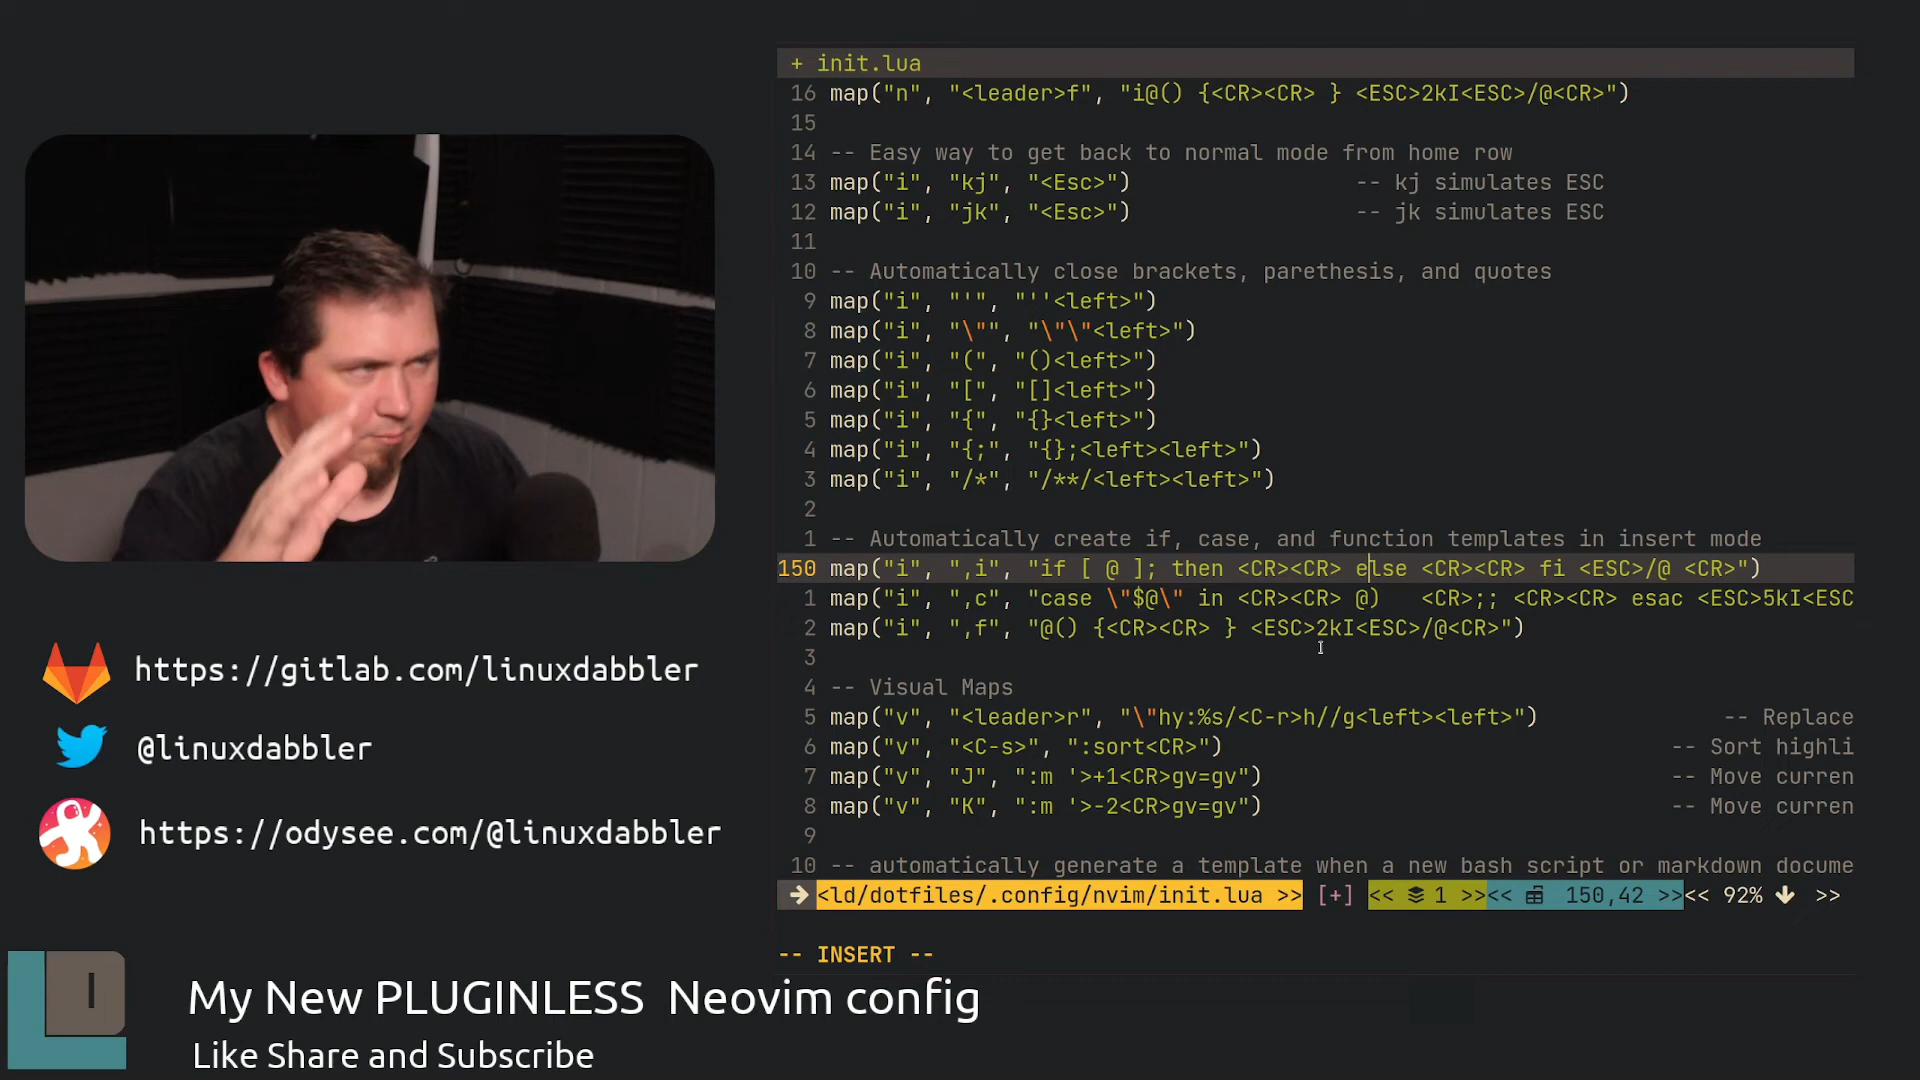 + init.lua
16 map("n", "<leader>f", "i@() {<CR><CR> } <ESC>2kI<ESC>/@<CR>")
15
14 -- Easy way to get back to normal mode from home row
13 map("i", "kj", "<Esc>") -- kj simulates ESC
12 map("i", "jk", "<Esc>") -- jk simulates ESC
11
10 -- Automatically close brackets, parethesis, and quotes
9 map("i", "'", "''<left>")
8 map("i", "\"", "\"\"<left>")
7 map("i", "(", "()<left>")
6 map("i", "[", "[]<left>")
5 map("i", "{", "{}<left>")
4 map("i", "{;", "{};<left><left>")
3 map("i", "/*", "/**/<left><left>")
2
1 -- Automatically create if, case, and function templates in insert mode
150 map("i", ",i", "if [ @ ]; then <CR><CR> else <CR><CR> fi <ESC>/@ <CR>")
1 map("i", ",c", "case \"$@\" in <CR><CR> @) <CR>;; <CR><CR> esac <ESC>5kI<ESC
2 map("i", ",f", "@() {<CR><CR> } <ESC>2kI<ESC>/@<CR>")
3
4 -- Visual Maps
5 map("v", "<leader>r", "\"hy:%s/<C-r>h//g<left><left>") -- Replace
6 map("v", "<C-s>", ":sort<CR>") -- Sort highli
7 map("v", "J", ":m '>+1<CR>gv=gv") -- Move curren
8 map("v", "K", ":m '>-2<CR>gv=gv") -- Move curren
9
10 -- automatically generate a template when a new bash script or markdown docume
<ld/dotfiles/.config/nvim/init.lua >> [+] << 1 >><< 150,42 >><< 92% >>
-- INSERT --
https://gitlab.com/linuxdabbler
@linuxdabbler
https://odysee.com/@linuxdabbler
My New PLUGINLESS Neovim config
Like Share and Subscribe